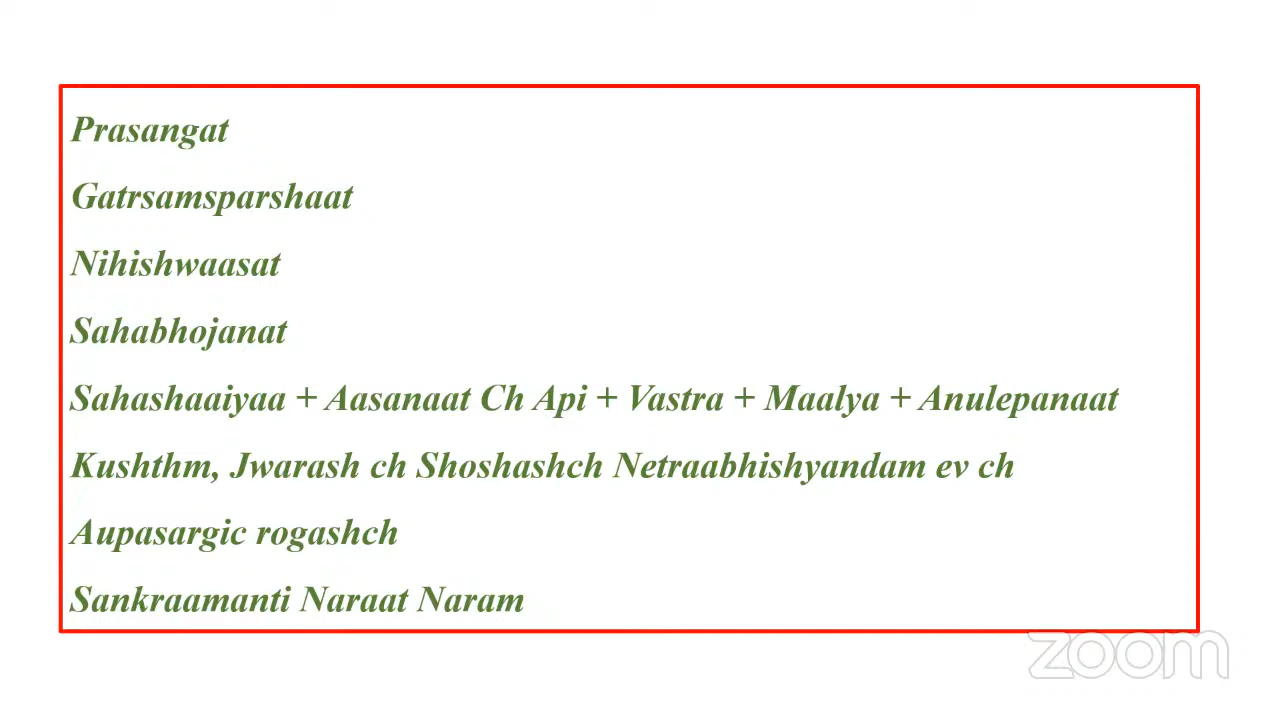 Prasangat
Gatrsamsparshaat
Nihishwaasat
Sahabhojanat
Sahashaaiyaa + Aasanaat Ch Api + Vastra + Maalya + Anulepanaat
Kushthm, Jwarash ch Shoshashch Netraabhishyandam ev ch
Aupasargic rogashch
Sankraamanti Naraat Naram
zoom